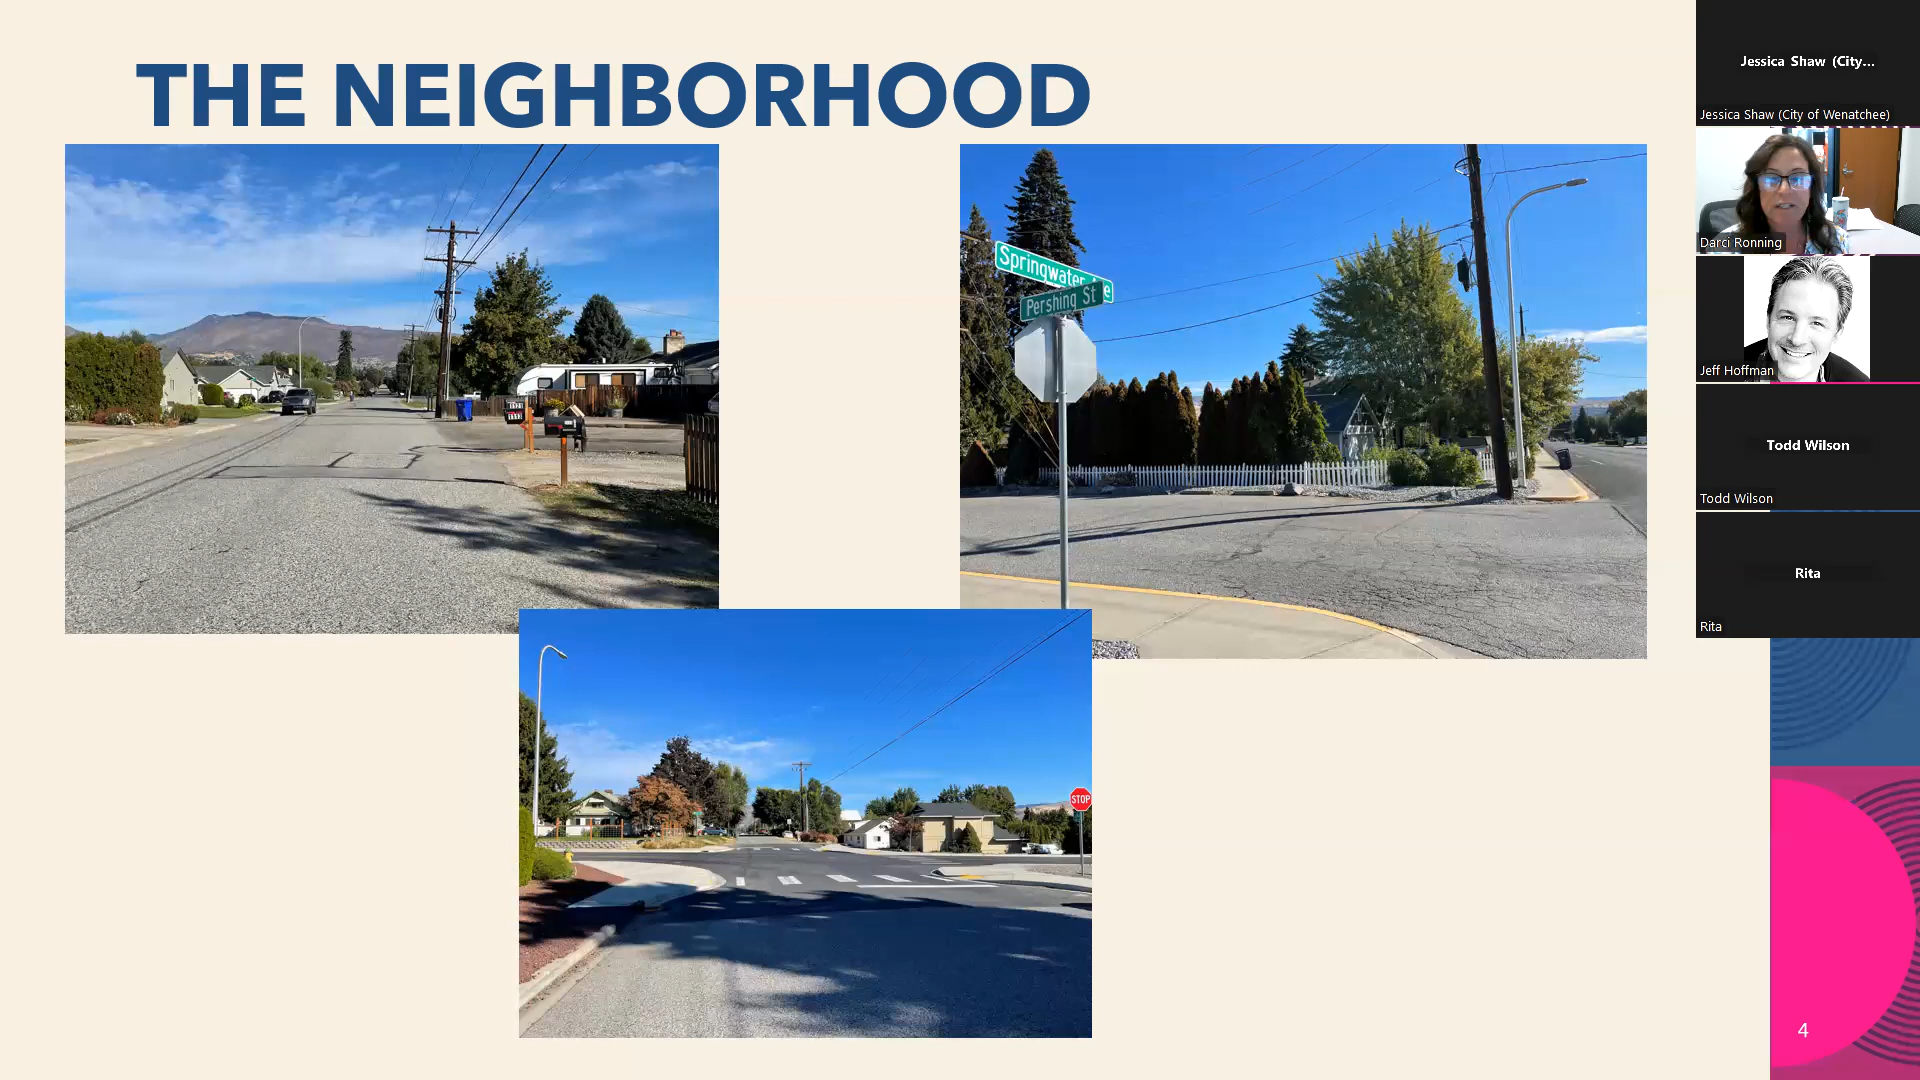 THE NEIGHBORHOOD
Springwater Ave
Pershing St
STOP
4
Jessica Shaw (City...
Jessica Shaw (City of Wenatchee)
Darci Ronning
Jeff Hoffman
Todd Wilson
Todd Wilson
Rita
Rita